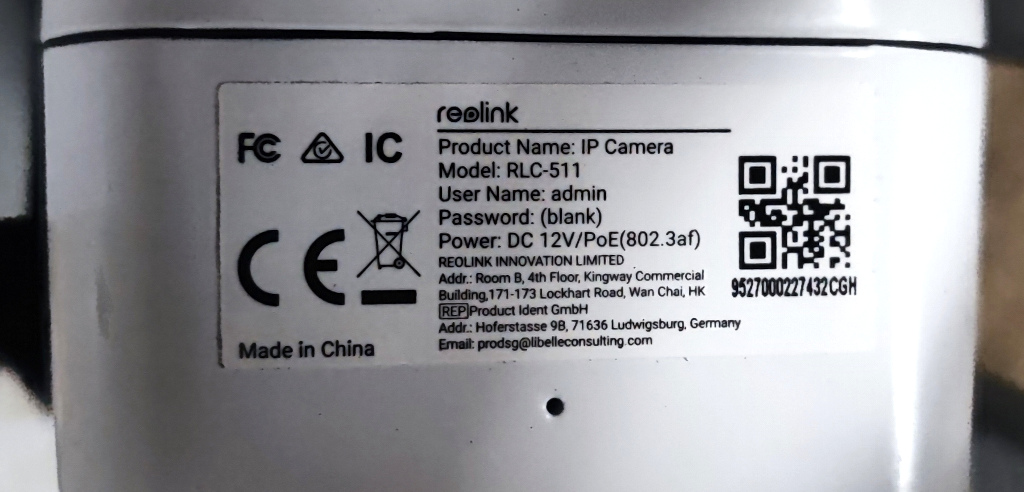 reolink
FC IC
CE
Product Name: IP Camera
Model: RLC-511
User Name: admin
Password: (blank)
Power: DC 12V/PoE(802.3af)
REOLINK INNOVATION LIMITED
Addr.: Room B, 4th Floor, Kingway Commercial
Building,171-173 Lockhart Road, Wan Chai, HK
REP Product Ident GmbH
Addr.: Hoferstasse 9B, 71636 Ludwigsburg, Germany
Email: prodsg@libelleconsulting.com
Made in China
9527000227432CGH